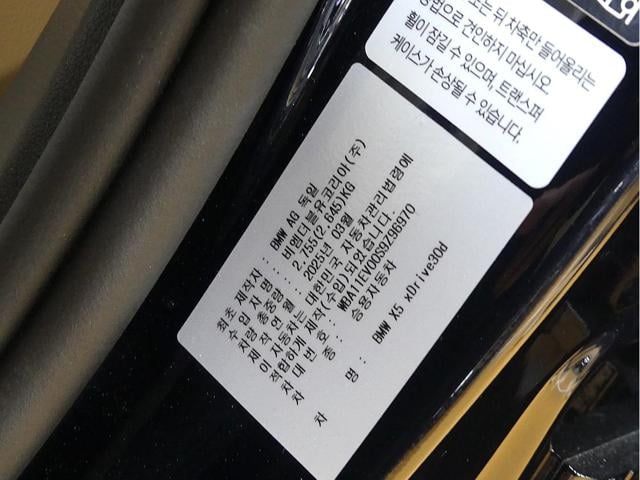 또는 뒤 차축만 들어올리는
방법으로 견인하지 마십시오.
휠이 잠길 수 있으며, 트랜스퍼
케이스가 손상될 수 있습니다.
최초 제작자 : BMW AG 독일
수 입 자 명 : 비엠더블유코리아(주)
차량 총중량 : 2,755(2,645)KG
제 작 연 월 : 2025년 03월
이 자동차는 대한민국 자동차관리법령에
적합하게 제작(수입)되었습니다.
차 대 번 호 : WBA11EV00S9Z96970
차 종 : 승용자동차
차 명 : BMW X5 xDrive30d